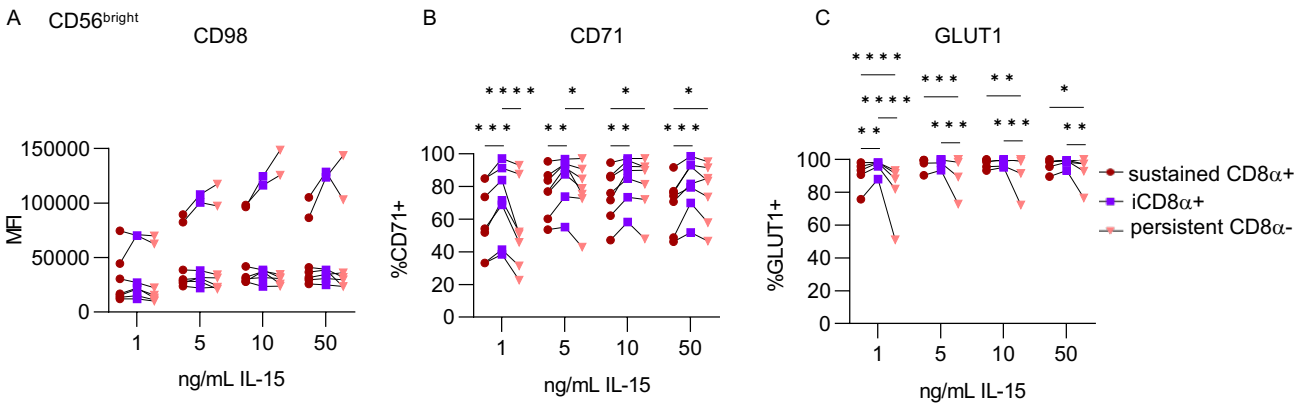 A CD56bright
CD98
MFI
150000
100000
50000
0
1 5 10 50
ng/mL IL-15
B
CD71
**** * * *
*** ** ** ***
%CD71+
100
80
60
40
20
0
1 5 10 50
ng/mL IL-15
C
GLUT1
**** *** ** *
**** *** *** **
**
%GLUT1+
100
80
60
40
20
0
1 5 10 50
ng/mL IL-15
sustained CD8α+
iCD8α+
persistent CD8α-